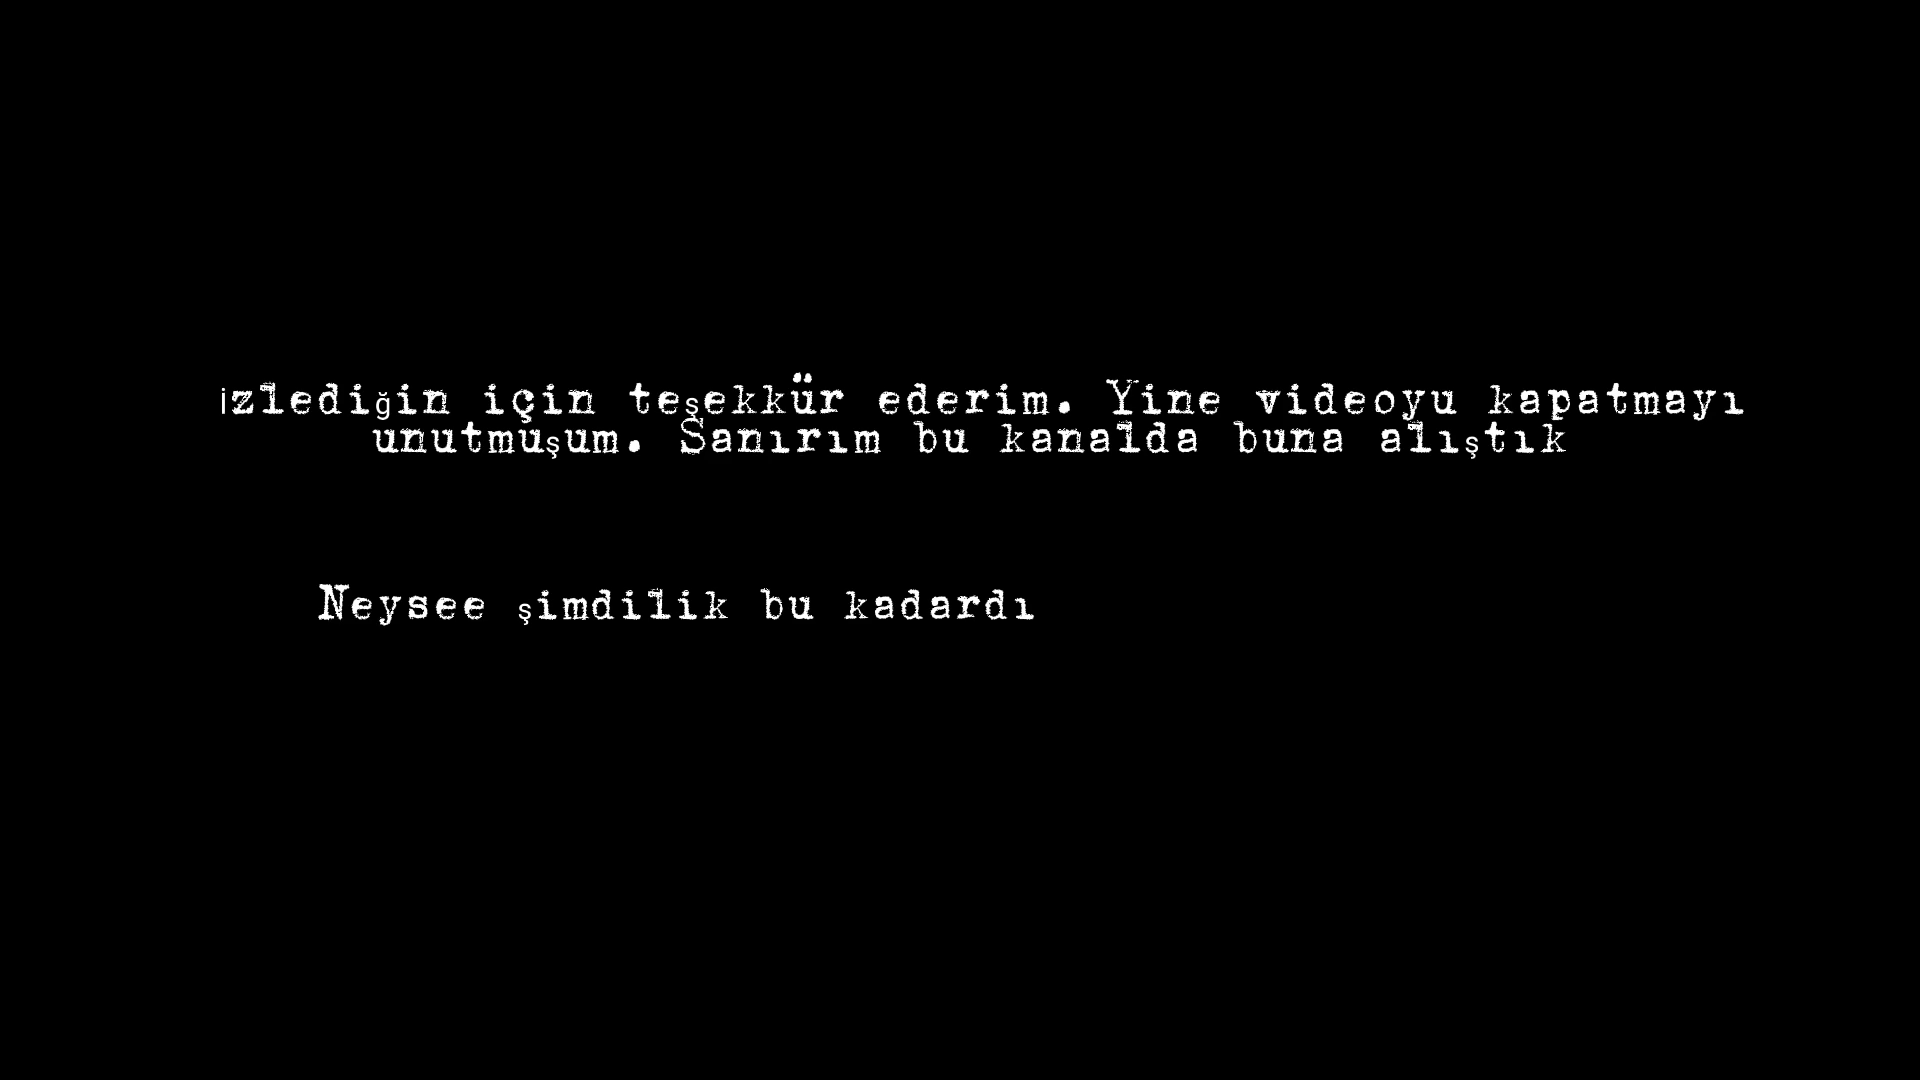 izlediğin için teşekkür ederim. Yine videoyu kapatmayı
unutmuşum. Sanırım bu kanalda buna alıştık
Neysee şimdilik bu kadardı